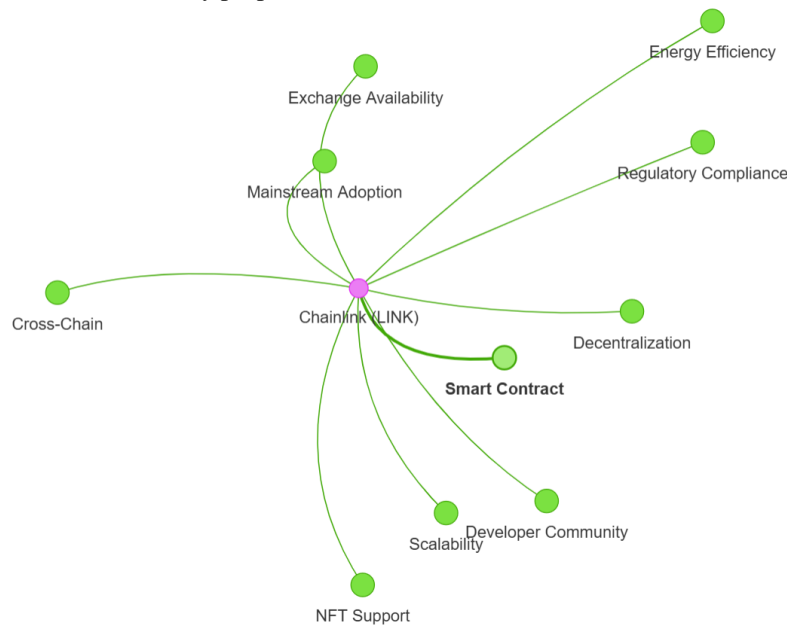 Energy Efficiency
Exchange Availability
Regulatory Compliance
Mainstream Adoption
Chainlink (LINK)
Cross-Chain
Decentralization
Smart Contract
Developer Community
Scalability
NFT Support